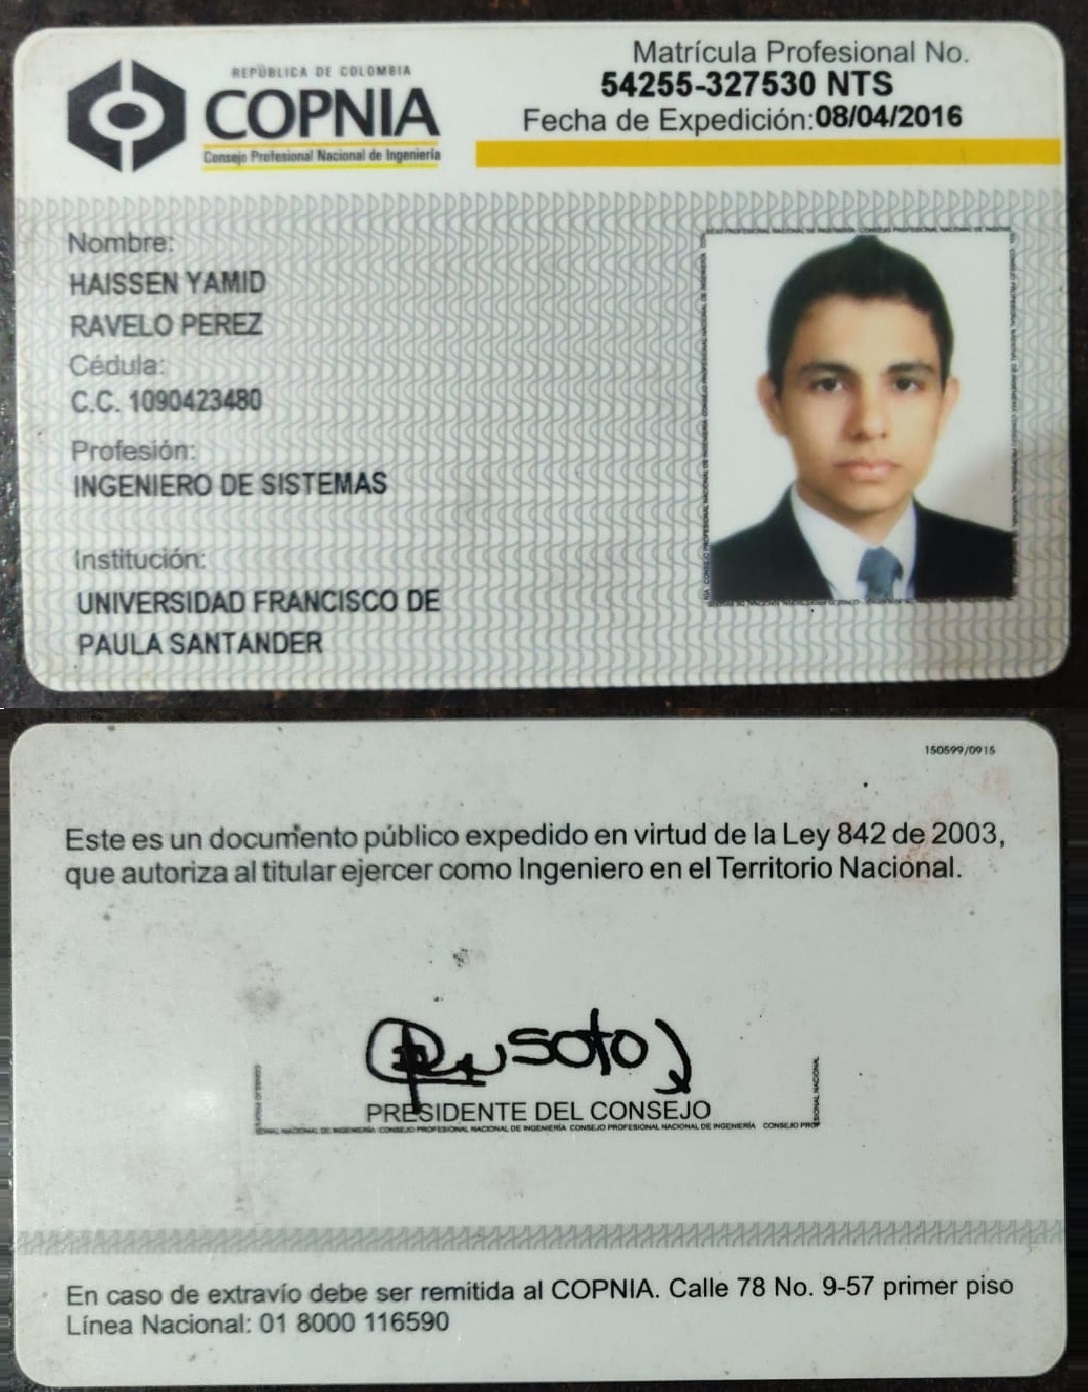 REPÚBLICA DE COLOMBIA
COPNIA
Consejo Profesional Nacional de Ingeniería
Matrícula Profesional No.
54255-327530 NTS
Fecha de Expedición:08/04/2016
Nombre:
HAISSEN YAMID
RAVELO PEREZ
Cédula:
C.C. 1090423480
Profesión:
INGENIERO DE SISTEMAS
Institución:
UNIVERSIDAD FRANCISCO DE
PAULA SANTANDER
150599/0915
Este es un documento público expedido en virtud de la Ley 842 de 2003,
que autoriza al titular ejercer como Ingeniero en el Territorio Nacional.
soto
PRESIDENTE DEL CONSEJO
NACIONAL DE INGENIERÍA CONSEJO PROFESIONAL NACIONAL DE INGENIERÍA CONSEJO PROFESIONAL NACIONAL DE INGENIERÍA CONSEJO PROF
En caso de extravío debe ser remitida al COPNIA. Calle 78 No. 9-57 primer piso
Línea Nacional: 01 8000 116590